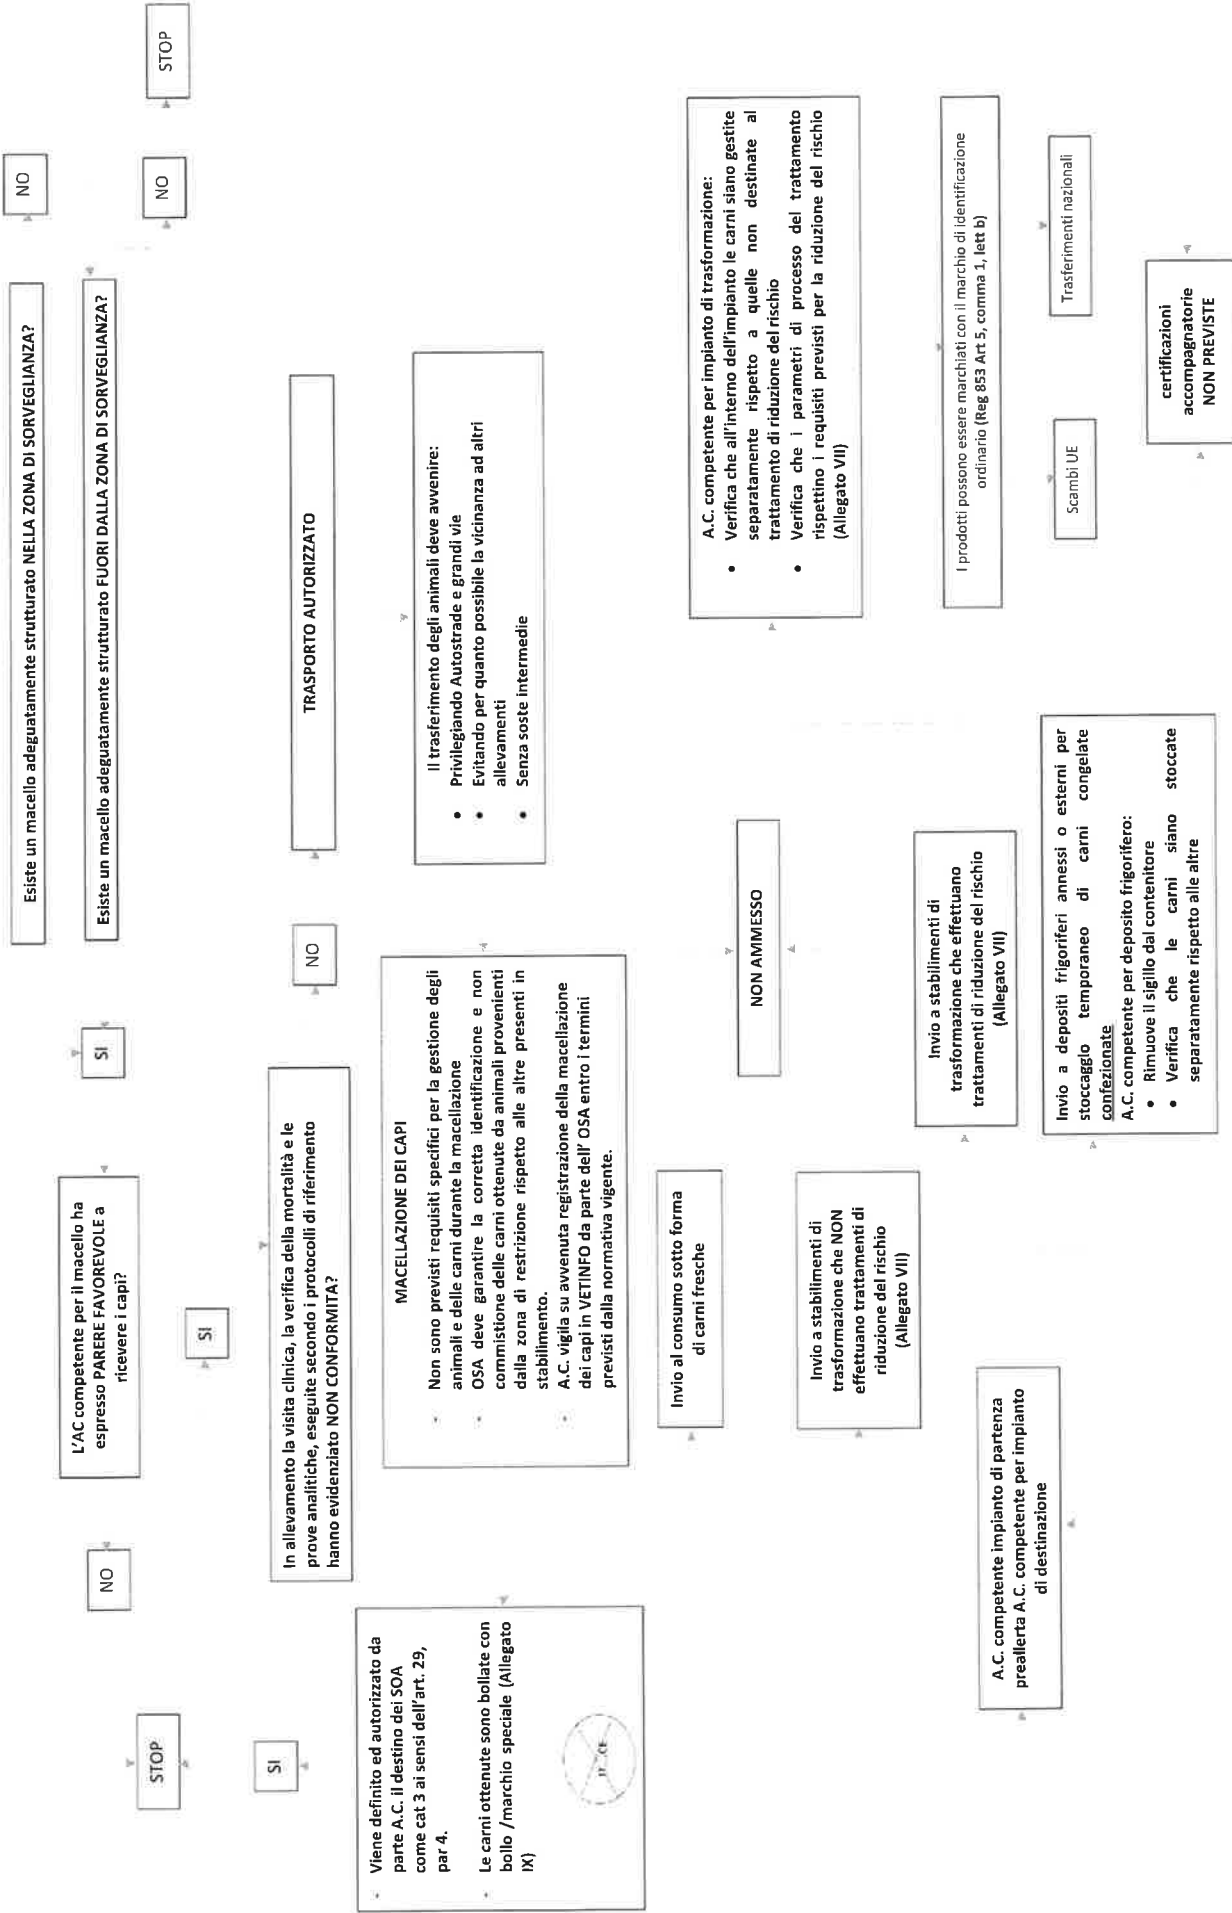 Esiste un macello adeguatamente strutturato NELLA ZONA DI SORVEGLIANZA?
NO
Esiste un macello adeguatamente strutturato FUORI DALLA ZONA DI SORVEGLIANZA?
NO
STOP
SI
L'AC competente per il macello ha
espresso PARERE FAVOREVOLE a
ricevere i capi?
NO
STOP
SI
In allevamento la visita clinica, la verifica della mortalità e le
prove analitiche, eseguite secondo i protocolli di riferimento
hanno evidenziato NON CONFORMITA?
SI
NO
TRASPORTO AUTORIZZATO
Il trasferimento degli animali deve avvenire:
• Privilegiando Autostrade e grandi vie
• Evitando per quanto possibile la vicinanza ad altri
allevamenti
• Senza soste intermedie
MACELLAZIONE DEI CAPI
- Non sono previsti requisiti specifici per la gestione degli
animali e delle carni durante la macellazione
- OSA deve garantire la corretta identificazione e non
commistione delle carni ottenute da animali provenienti
dalla zona di restrizione rispetto alle altre presenti in
stabilimento.
- A.C. vigila su avvenuta registrazione della macellazione
dei capi in VETINFO da parte dell' OSA entro i termini
previsti dalla normativa vigente.
- Viene definito ed autorizzato da
parte A.C. il destino dei SOA
come cat 3 ai sensi dell'art. 29,
par 4.
- Le carni ottenute sono bollate con
bollo /marchio speciale (Allegato
IX)
Invio al consumo sotto forma
di carni fresche
NON AMMESSO
Invio a stabilimenti di
trasformazione che NON
effettuano trattamenti di
riduzione del rischio
(Allegato VII)
Invio a stabilimenti di
trasformazione che effettuano
trattamenti di riduzione del rischio
(Allegato VII)
A.C. competente impianto di partenza
preallerta A.C. competente per impianto
di destinazione
Invio a depositi frigoriferi annessi o esterni per
stoccaggio temporaneo di carni congelate
confezionate
A.C. competente per deposito frigorifero:
• Rimuove il sigillo dal contenitore
• Verifica che le carni siano stoccate
separatamente rispetto alle altre
A.C. competente per impianto di trasformazione:
• Verifica che all'interno dell'impianto le carni siano gestite
separatamente rispetto a quelle non destinate al
trattamento di riduzione del rischio
• Verifica che i parametri di processo del trattamento
rispettino i requisiti previsti per la riduzione del rischio
(Allegato VII)
I prodotti possono essere marchiati con il marchio di identificazione
ordinario (Reg 853 Art 5, comma 1, lett b)
Scambi UE
Trasferimenti nazionali
certificazioni
accompagnatorie
NON PREVISTE